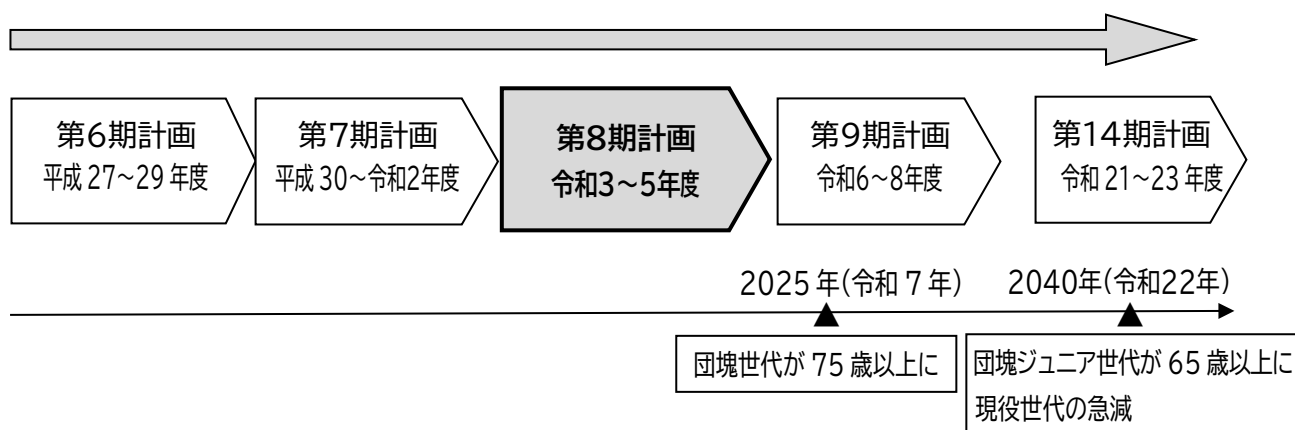 第6期計画
平成 27～29 年度
第7期計画
平成 30～令和2年度
第8期計画
令和3～5年度
第9期計画
令和6～8年度
第14期計画
令和 21～23 年度
2025 年(令和 7 年)
2040年(令和22年)
団塊世代が 75 歳以上に
団塊ジュニア世代が 65 歳以上に
現役世代の急減